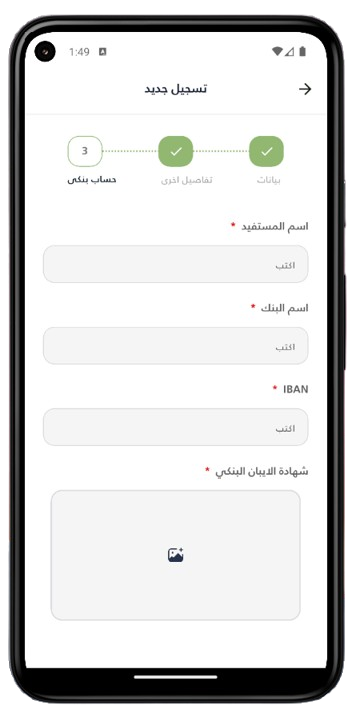 1:49
تسجيل جديد
3
بيانات
تفاصيل اخرى
حساب بنكى
اسم المستفيد *
اكتب
اسم البنك *
اكتب
IBAN *
اكتب
شهادة الايبان البنكي *